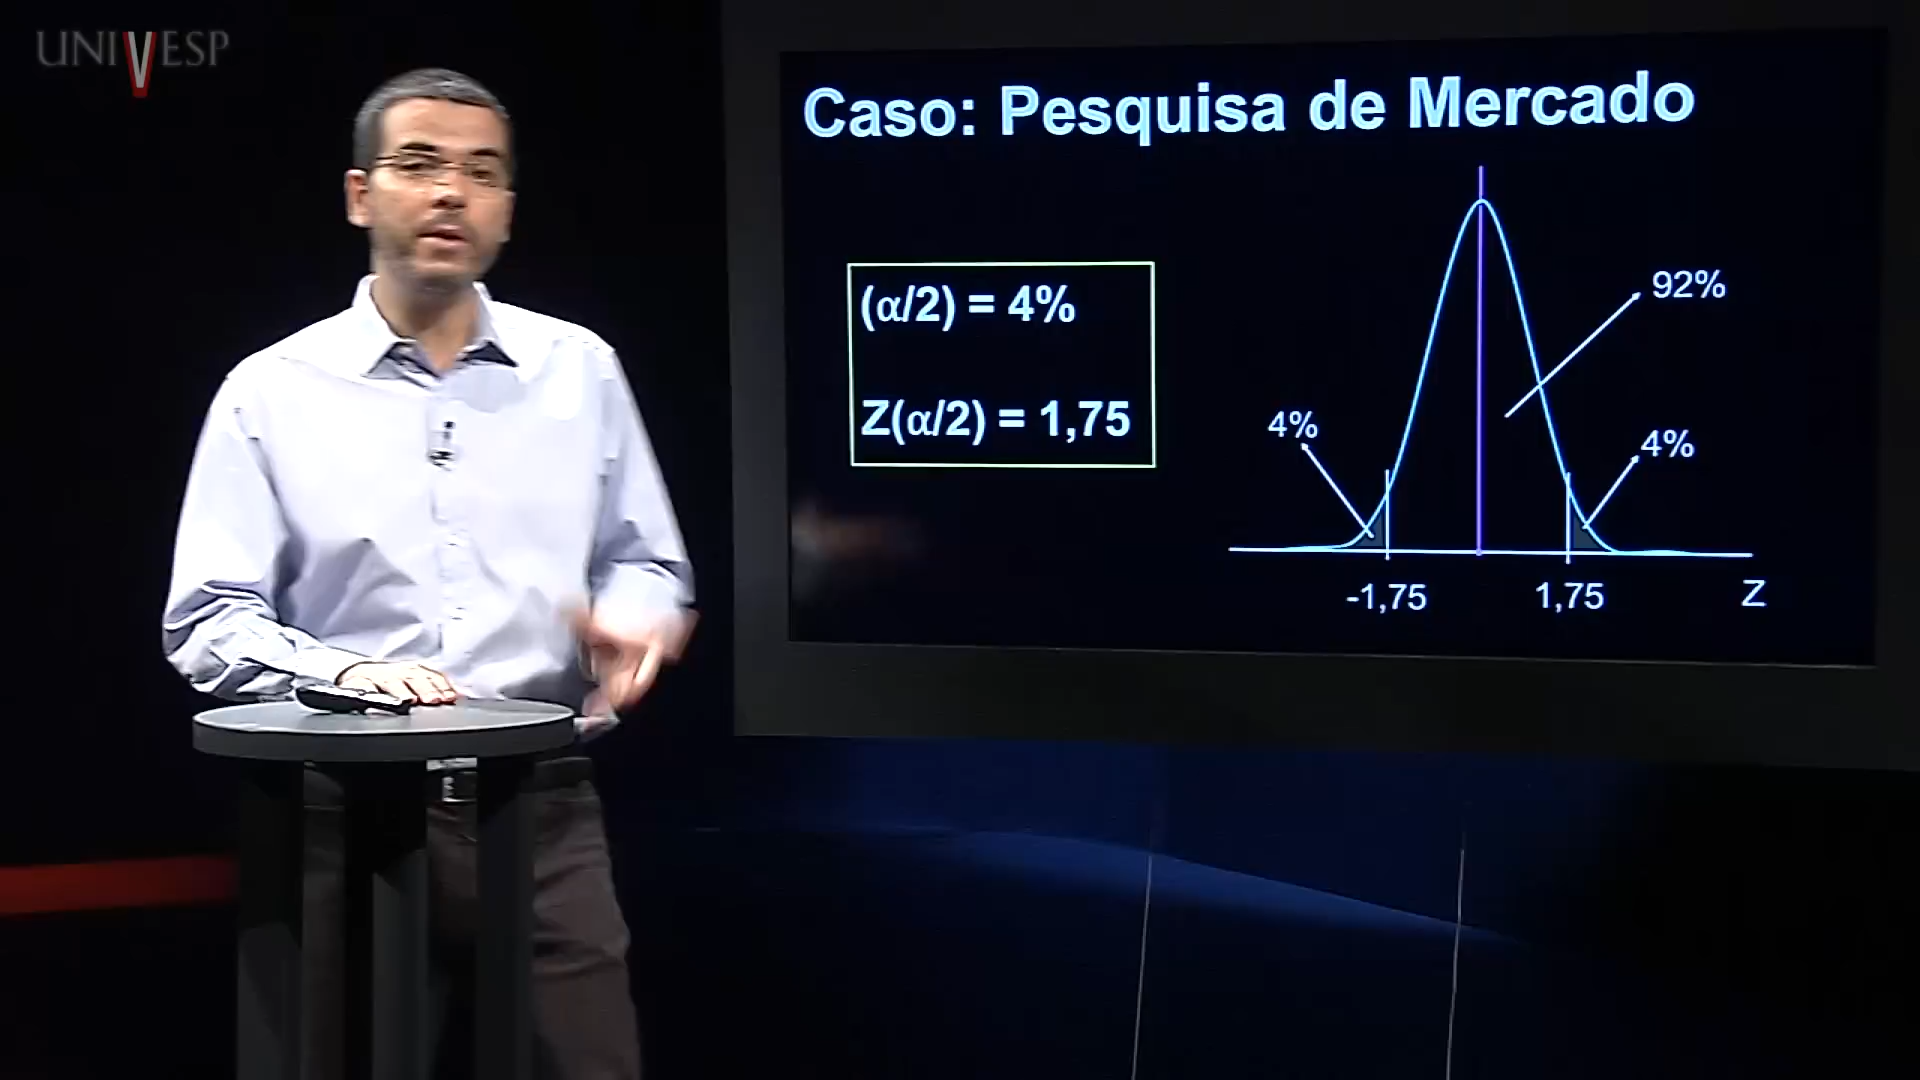 UNIVESP
Caso: Pesquisa de Mercado
(α/2) = 4%
Z(α/2) = 1,75
92%
4%
4%
-1,75
1,75
Z